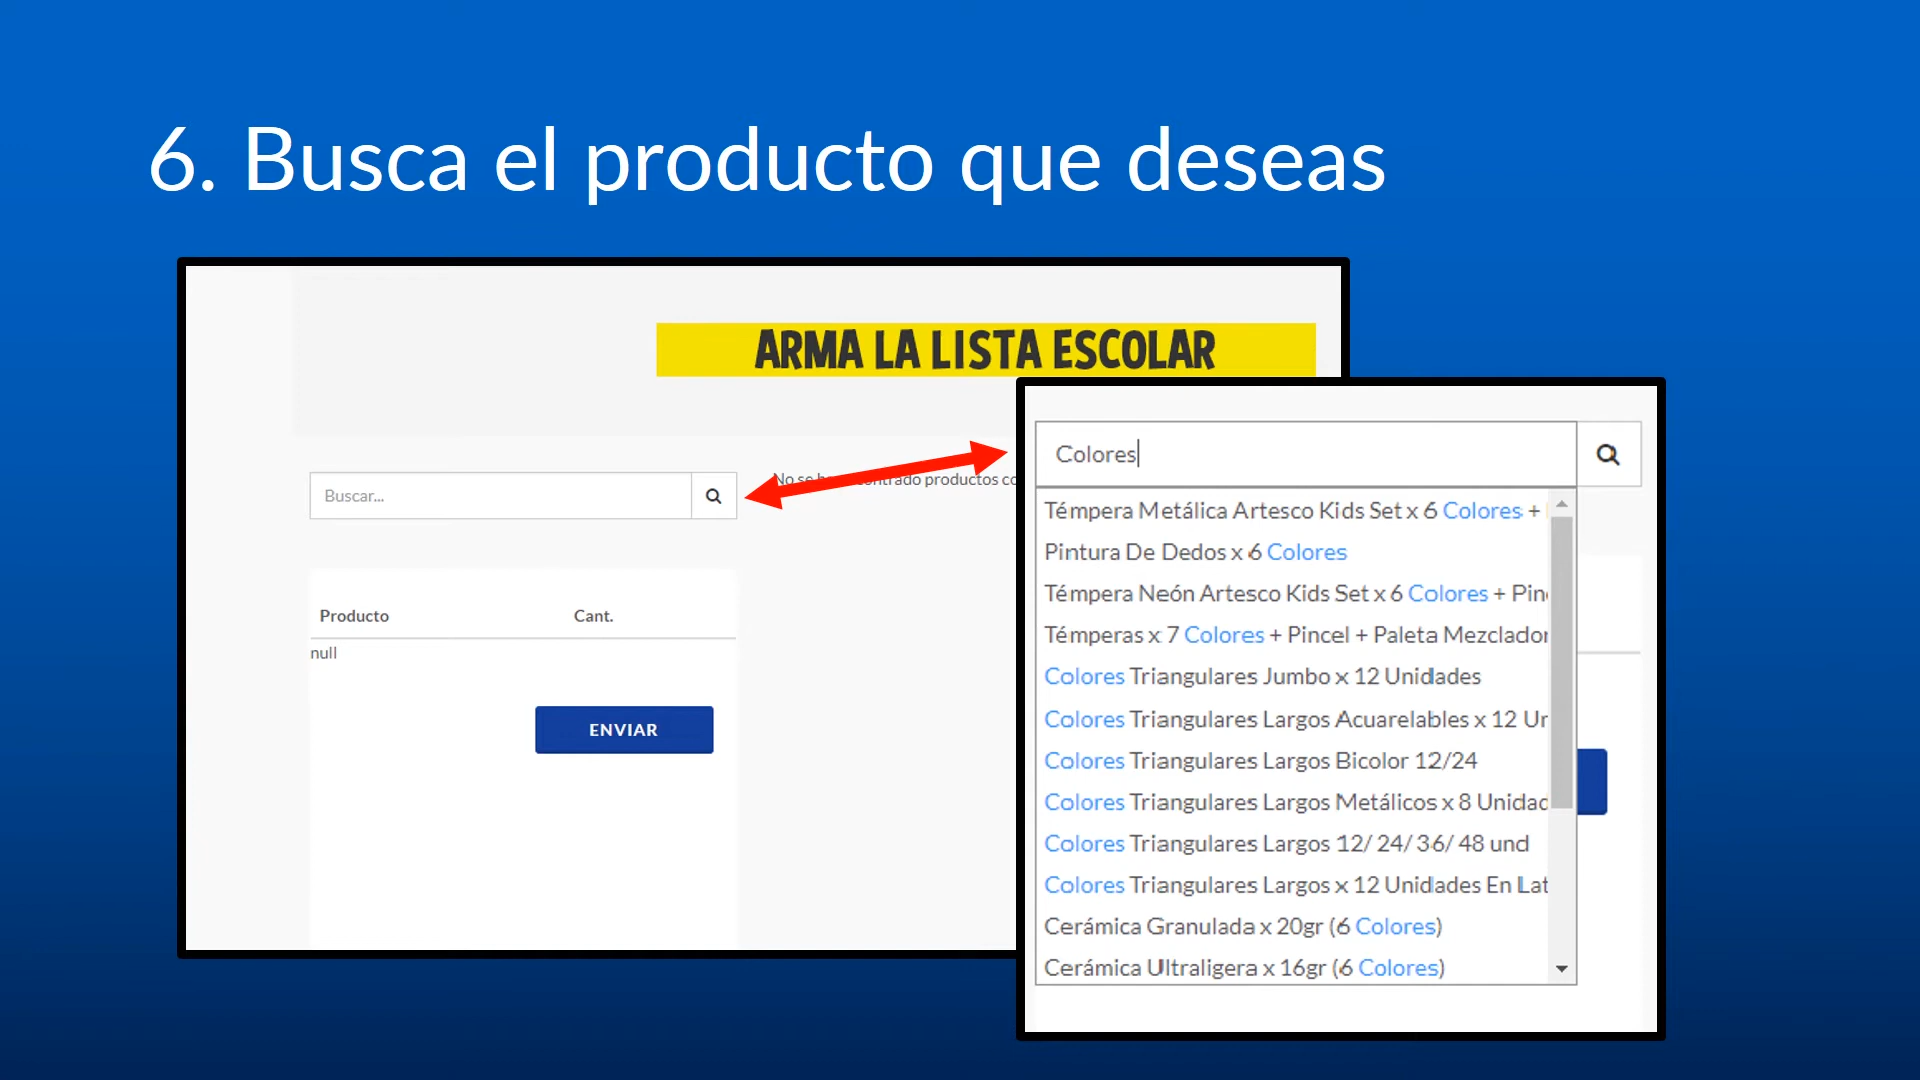 6. Busca el producto que deseas
ARMA LA LISTA ESCOLAR
Buscar...
No se
productos
Producto Cant.
null
ENVIAR
Colores
Témpera Metálica Artesco Kids Set x 6 Colores +
Pintura De Dedos x 6 Colores
Témpera Neón Artesco Kids Set x 6 Colores + Pin
Témperas x 7 Colores + Pincel + Paleta Mezclador
Colores Triangulares Jumbo x 12 Unidades
Colores Triangulares Largos Acuarelables x 12 Un
Colores Triangulares Largos Bicolor 12/24
Colores Triangulares Largos Metálicos x 8 Unidad
Colores Triangulares Largos 12/ 24/ 36/ 48 und
Colores Triangulares Largos x 12 Unidades En Lat
Cerámica Granulada x 20gr (6 Colores)
Cerámica Ultraligera x 16gr (6 Colores)